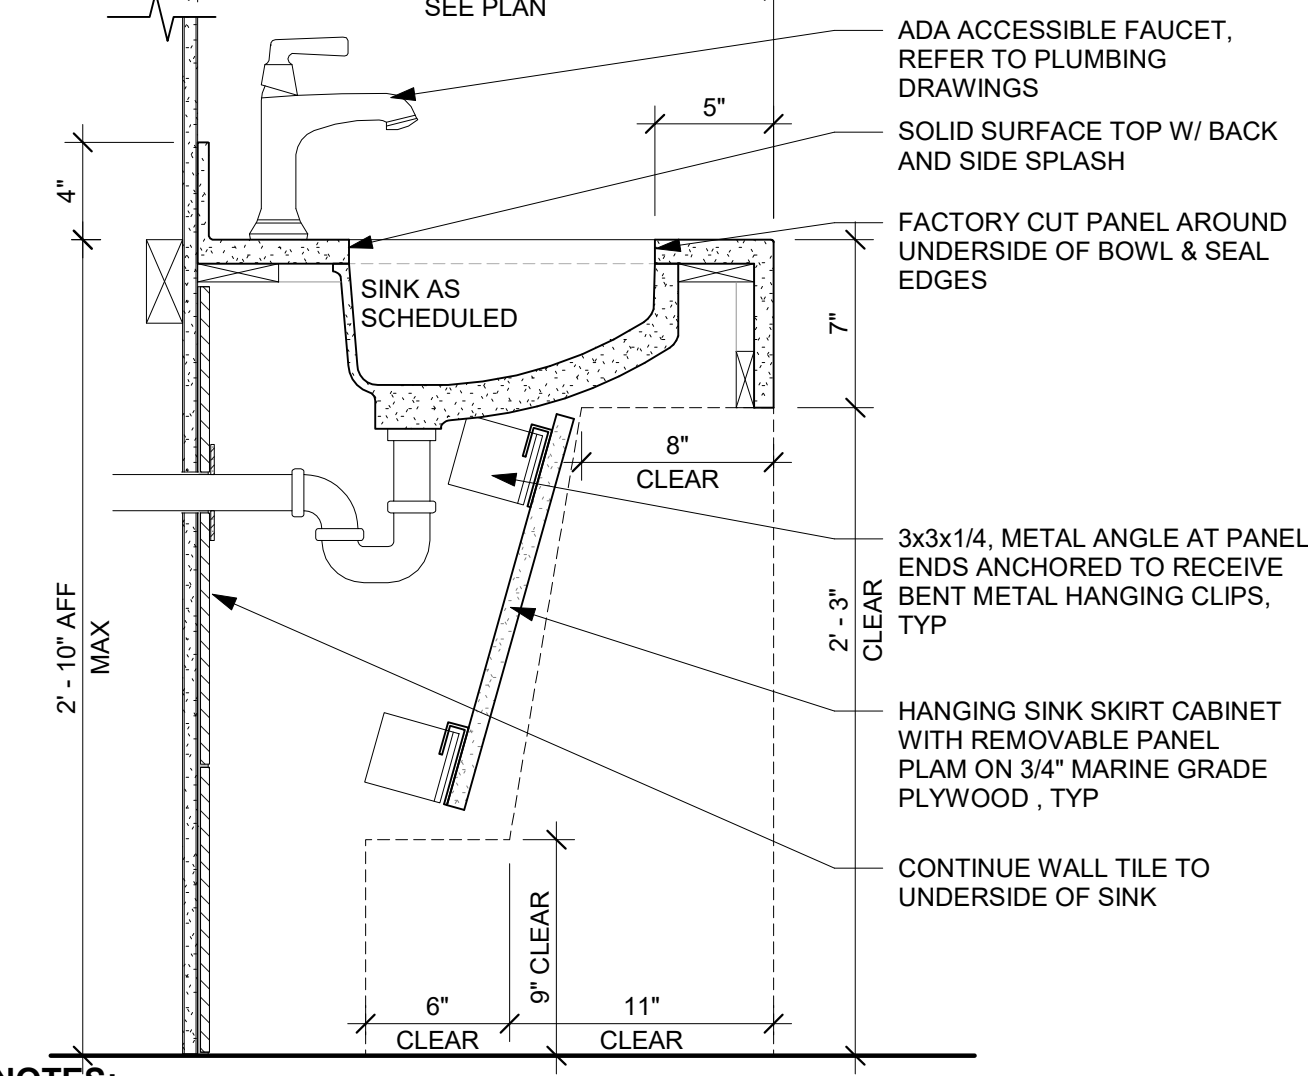 SEE PLAN
ADA ACCESSIBLE FAUCET,
REFER TO PLUMBING
DRAWINGS
5"
SOLID SURFACE TOP W/ BACK
AND SIDE SPLASH
4"
FACTORY CUT PANEL AROUND
UNDERSIDE OF BOWL & SEAL
EDGES
SINK AS
SCHEDULED
7"
8"
CLEAR
3x3x1/4, METAL ANGLE AT PANEL
ENDS ANCHORED TO RECEIVE
BENT METAL HANGING CLIPS,
TYP
2' - 3"
CLEAR
2' - 10" AFF
MAX
HANGING SINK SKIRT CABINET
WITH REMOVABLE PANEL
PLAM ON 3/4" MARINE GRADE
PLYWOOD , TYP
CONTINUE WALL TILE TO
UNDERSIDE OF SINK
9" CLEAR
6"
CLEAR
11"
CLEAR
NOTES: